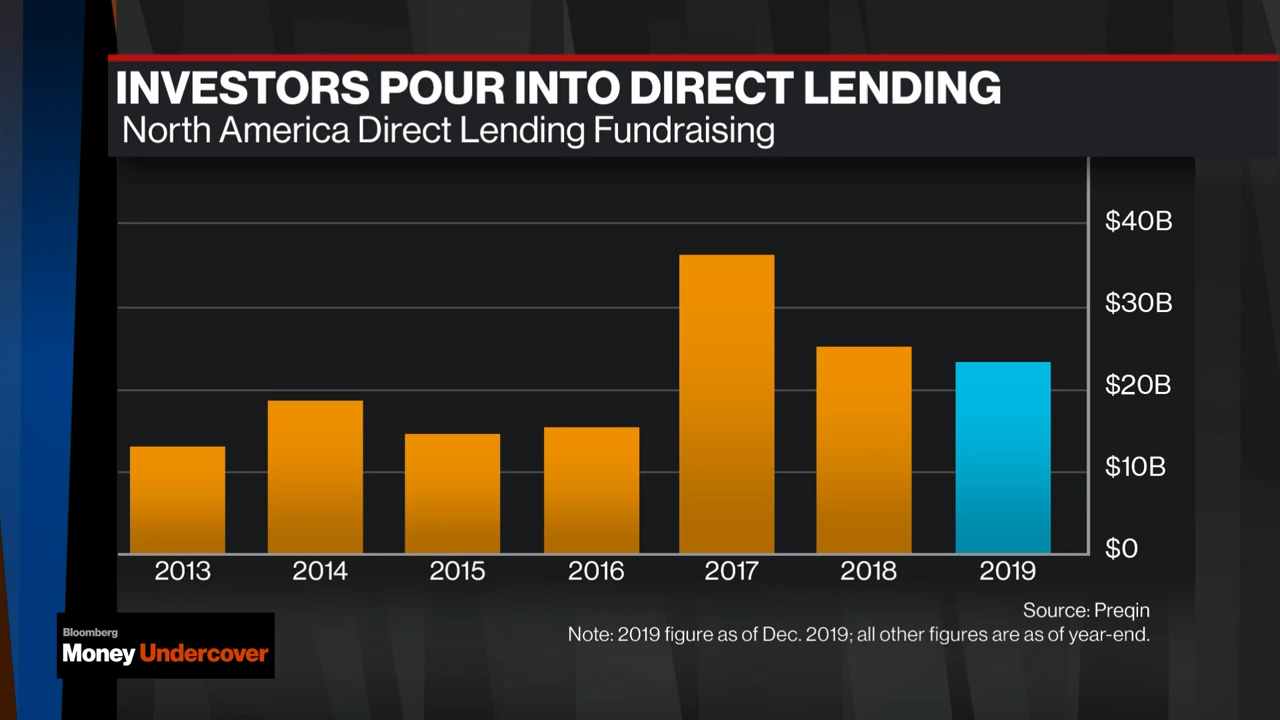 INVESTORS POUR INTO DIRECT LENDING
North America Direct Lending Fundraising
$40B
$30B
$20B
$10B
$0
2013 2014 2015 2016 2017 2018 2019
Source: Preqin
Note: 2019 figure as of Dec. 2019; all other figures are as of year-end.
Bloomberg
Money Undercover